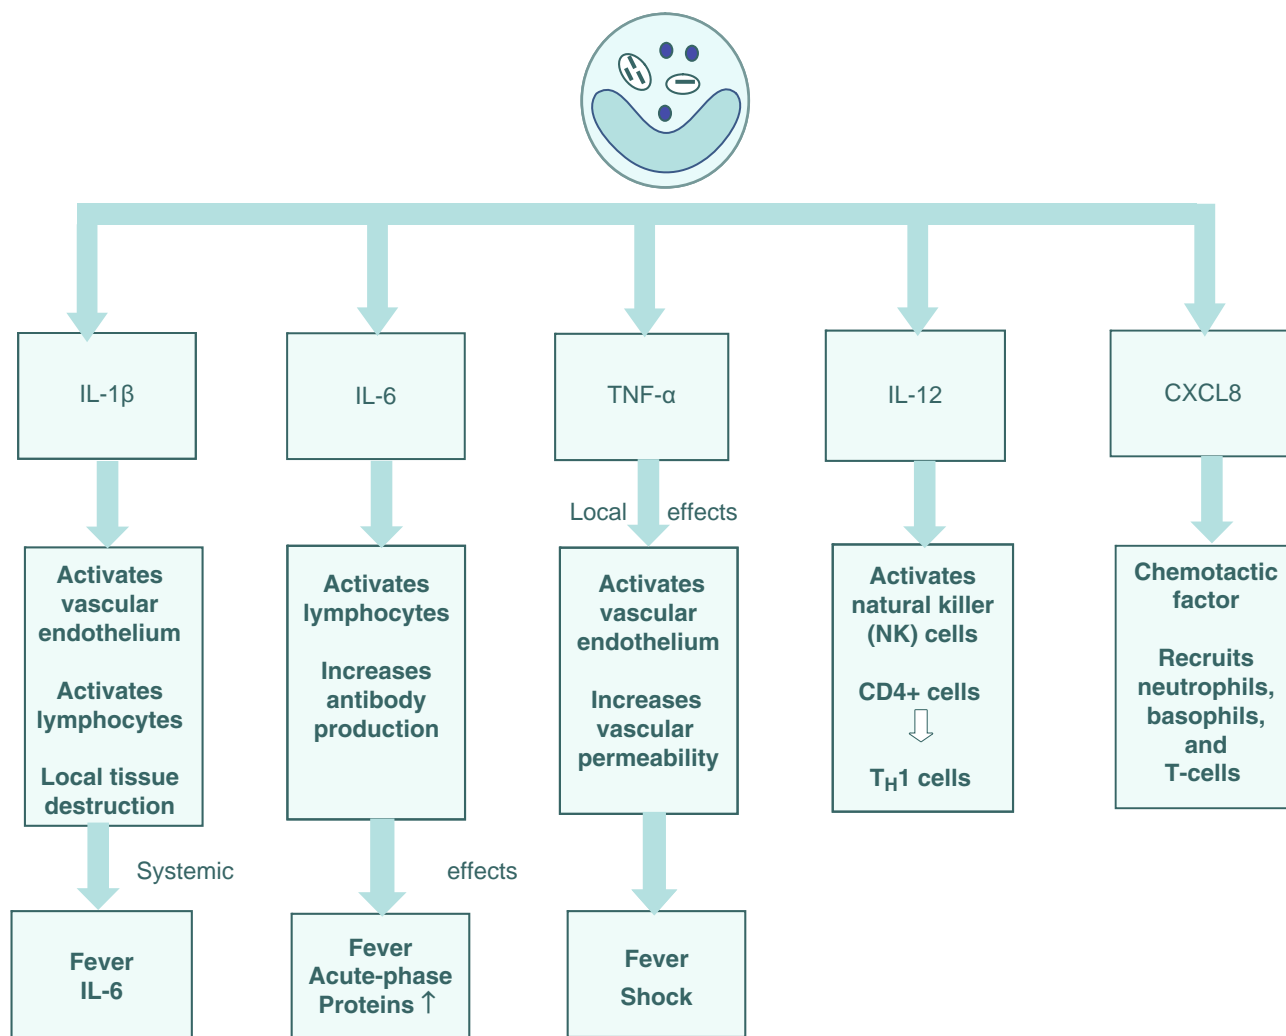 IL-1β
IL-6
TNF-α
IL-12
CXCL8
Local effects
Activates
vascular
endothelium
Activates
lymphocytes
Local tissue
destruction
Activates
lymphocytes
Increases
antibody
production
Activates
vascular
endothelium
Increases
vascular
permeability
Activates
natural killer
(NK) cells
CD4+ cells
TH1 cells
Chemotactic
factor
Recruits
neutrophils,
basophils,
and
T-cells
Systemic effects
Fever
IL-6
Fever
Acute-phase
Proteins ↑
Fever
Shock